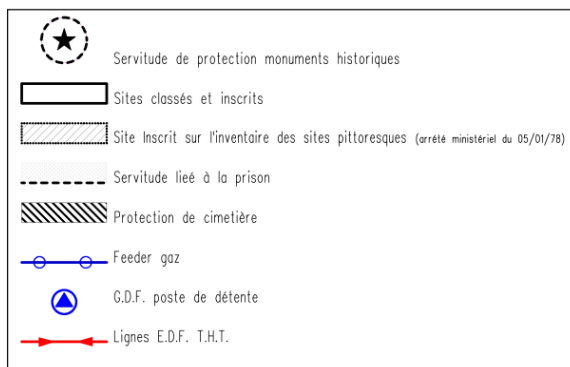 Servitude de protection monuments historiques
Sites classés et inscrits
Site Inscrit sur l'inventaire des sites pittoresques (arrété ministériel du 05/01/78)
Servitude lieé à la prison
Protection de cimetière
Feeder gaz
G.D.F. poste de détente
Lignes E.D.F. T.H.T.